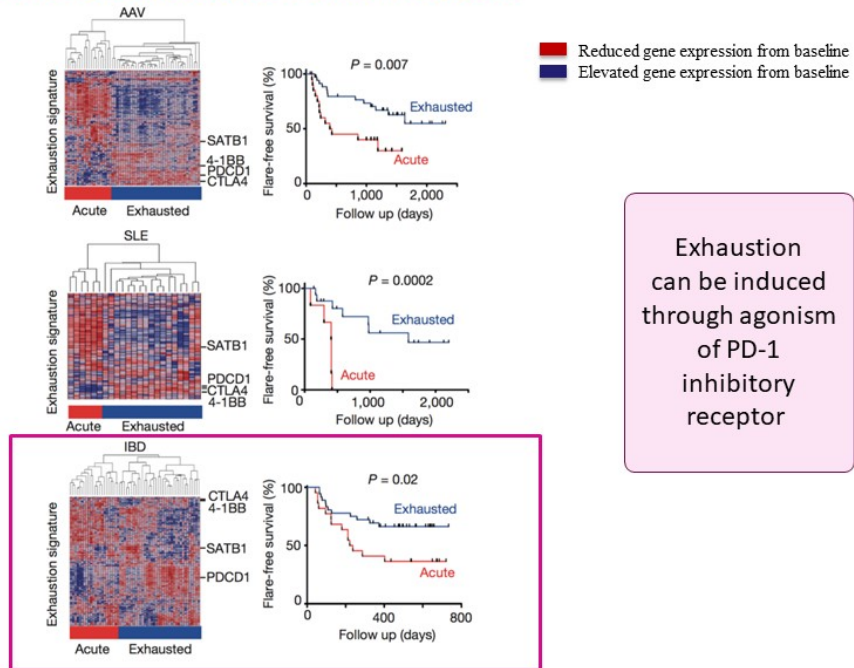 AAV
Exhaustion signature
SATB1
4-1BB
PDCD1
CTLA4
Acute Exhausted
P = 0.007
Flare-free survival (%)
100
50
0
Exhausted
Acute
0 1,000 2,000
Follow up (days)
Reduced gene expression from baseline
Elevated gene expression from baseline
SLE
Exhaustion signature
SATB1
PDCD1
CTLA4
4-1BB
Acute Exhausted
P = 0.0002
Flare-free survival (%)
100
50
0
Exhausted
Acute
0 1,000 2,000
Follow up (days)
Exhaustion
can be induced
through agonism
of PD-1
inhibitory
receptor
IBD
Exhaustion signature
CTLA4
4-1BB
SATB1
PDCD1
Acute Exhausted
P = 0.02
Flare-free survival (%)
100
50
0
Exhausted
Acute
0 400 800
Follow up (days)